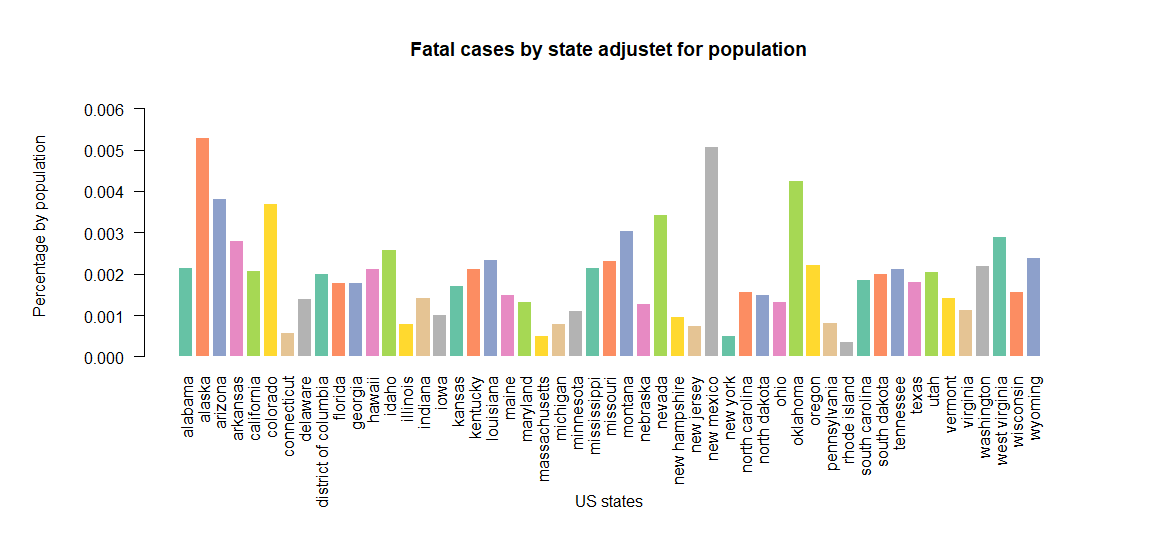 Fatal cases by state adjustet for population
Percentage by population
0.006
0.005
0.004
0.003
0.002
0.001
0.000
alabama
alaska
arizona
arkansas
california
colorado
connecticut
delaware
district of columbia
florida
georgia
hawaii
idaho
illinois
indiana
iowa
kansas
kentucky
louisiana
maine
maryland
massachusetts
michigan
minnesota
mississippi
missouri
montana
nebraska
nevada
new hampshire
new jersey
new mexico
new york
north carolina
north dakota
ohio
oklahoma
oregon
pennsylvania
rhode island
south carolina
south dakota
tennessee
texas
utah
vermont
virginia
washington
west virginia
wisconsin
wyoming
US states